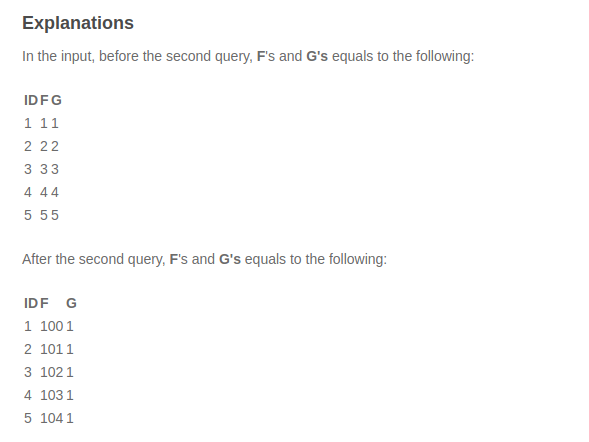 Explanations
In the input, before the second query, F's and G's equals to the following:
ID F G
1 1 1
2 2 2
3 3 3
4 4 4
5 5 5
After the second query, F's and G's equals to the following:
ID F G
1 100 1
2 101 1
3 102 1
4 103 1
5 104 1